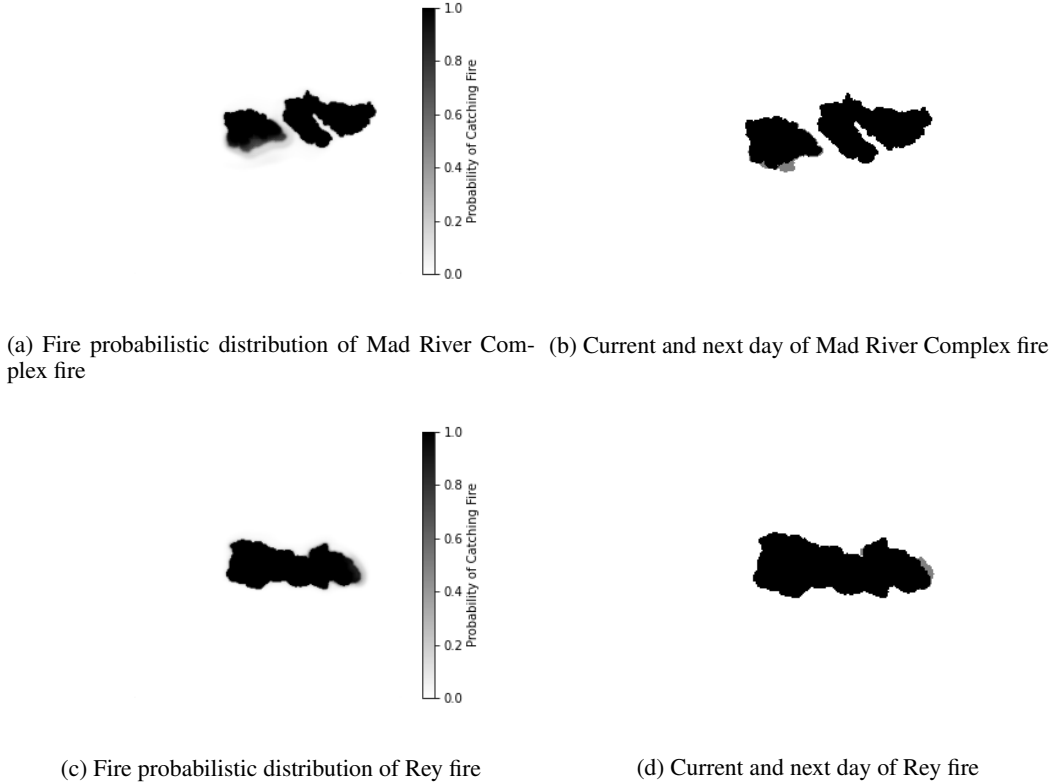 1.0
0.8
0.6
0.4
0.2
0.0
Probability of Catching Fire
(a) Fire probabilistic distribution of Mad River Com-
plex fire
(b) Current and next day of Mad River Complex fire
1.0
0.8
0.6
0.4
0.2
0.0
Probability of Catching Fire
(c) Fire probabilistic distribution of Rey fire
(d) Current and next day of Rey fire